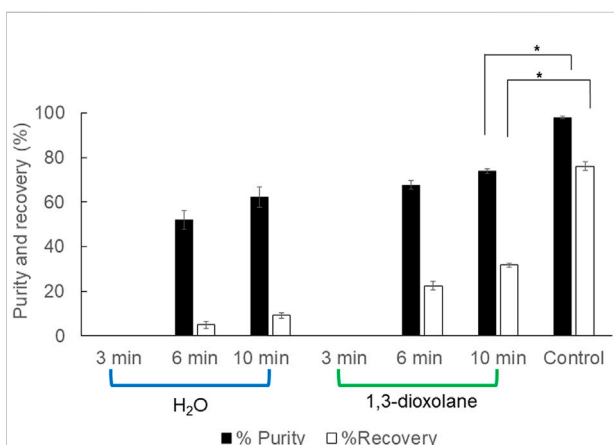 * 
*
Purity and recovery (%)
100
80
60
40
20
0
3 min 6 min 10 min 3 min 6 min 10 min Control
H₂O 1,3-dioxolane
% Purity %Recovery